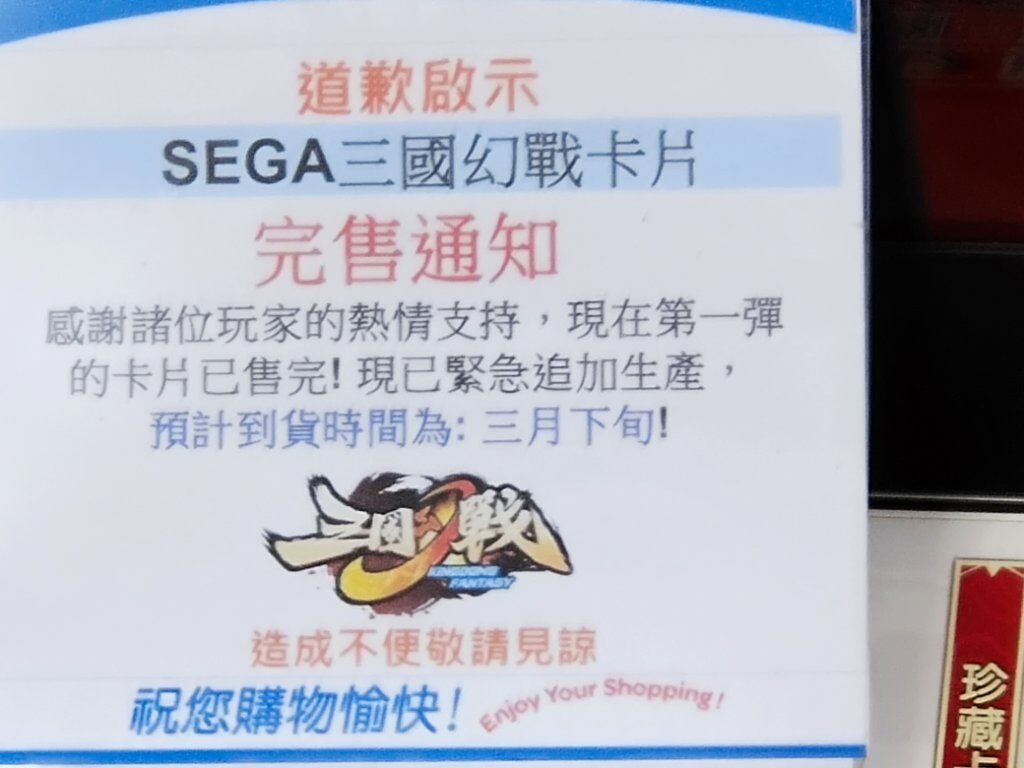 道歉啟示
SEGA三國幻戰卡片
完售通知
感謝諸位玩家的熱情支持，現在第一彈
的卡片已售完! 現已緊急追加生產，
預計到貨時間為: 三月下旬!
三國幻戰
KINGDOMS
FANTASY
造成不便敬請見諒
祝您購物愉快!
Enjoy Your Shopping!
珍藏